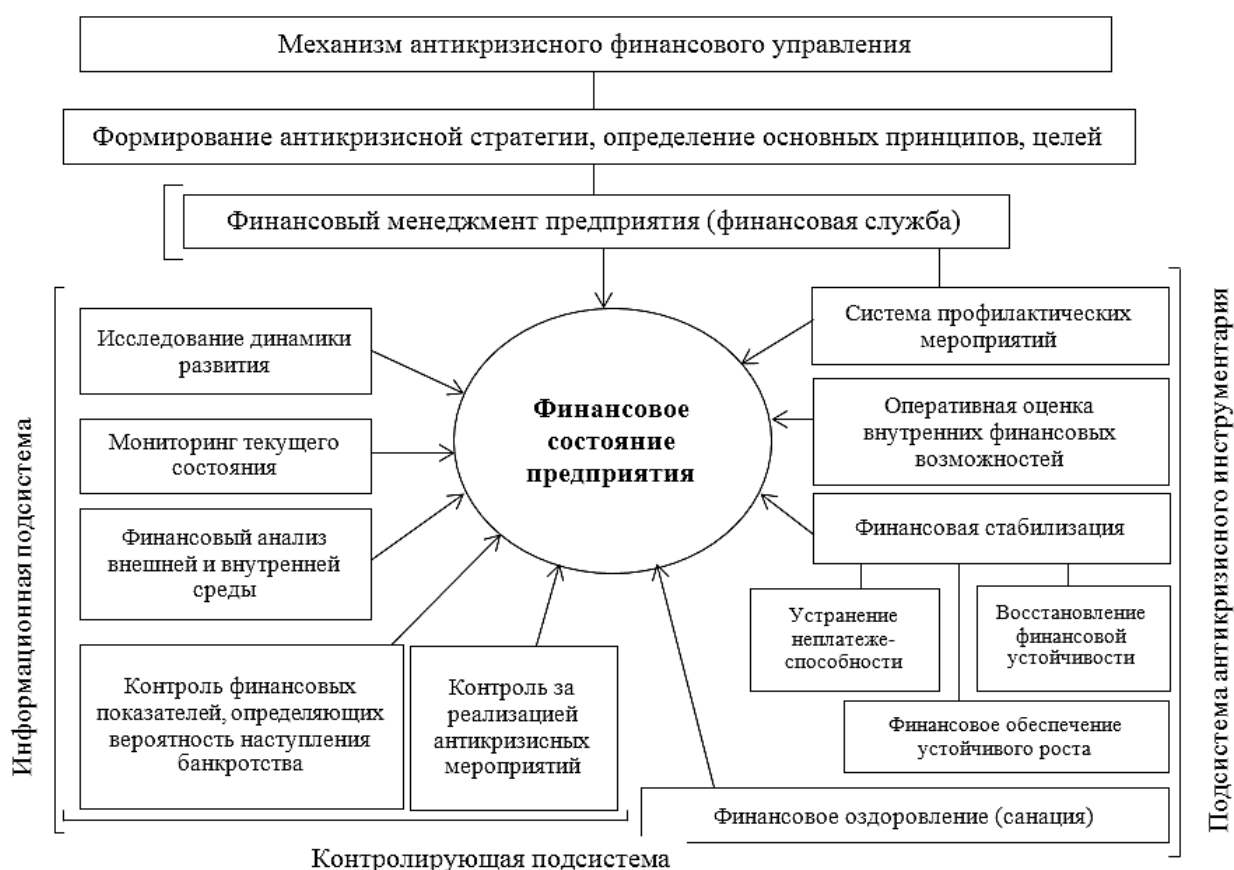 Механизм антикризисного финансового управления
Формирование антикризисной стратегии, определение основных принципов, целей
Финансовый менеджмент предприятия (финансовая служба)
Информационная подсистема
Исследование динамики
развития
Мониторинг текущего
состояния
Финансовый анализ
внешней и внутренней
среды
Контроль финансовых
показателей, определяющих
вероятность наступления
банкротства
Контроль за
реализацией
антикризисных
мероприятий
Контролирующая подсистема
Финансовое
состояние
предприятия
Система профилактических
мероприятий
Оперативная оценка
внутренних финансовых
возможностей
Финансовая стабилизация
Устранение
неплатеже-
способности
Восстановление
финансовой
устойчивости
Финансовое обеспечение
устойчивого роста
Финансовое оздоровление (санация)
Подсистема антикризисного инструментария